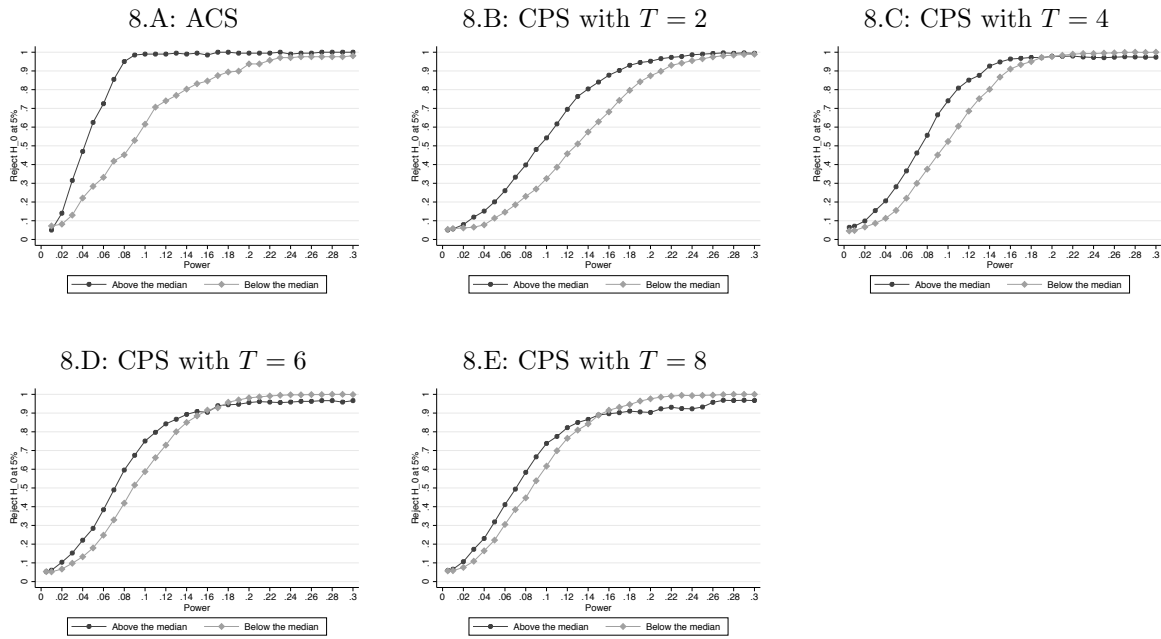 8.A: ACS
Reject H_0 at 5%
0 .1 .2 .3 .4 .5 .6 .7 .8 .9 1
0 .02 .04 .06 .08 .1 .12 .14 .16 .18 .2 .22 .24 .26 .28 .3
Power
Above the median Below the median
8.B: CPS with T = 2
Reject H_0 at 5%
0 .1 .2 .3 .4 .5 .6 .7 .8 .9 1
0 .02 .04 .06 .08 .1 .12 .14 .16 .18 .2 .22 .24 .26 .28 .3
Power
Above the median Below the median
8.C: CPS with T = 4
Reject H_0 at 5%
0 .1 .2 .3 .4 .5 .6 .7 .8 .9 1
0 .02 .04 .06 .08 .1 .12 .14 .16 .18 .2 .22 .24 .26 .28 .3
Power
Above the median Below the median
8.D: CPS with T = 6
Reject H_0 at 5%
0 .1 .2 .3 .4 .5 .6 .7 .8 .9 1
0 .02 .04 .06 .08 .1 .12 .14 .16 .18 .2 .22 .24 .26 .28 .3
Power
Above the median Below the median
8.E: CPS with T = 8
Reject H_0 at 5%
0 .1 .2 .3 .4 .5 .6 .7 .8 .9 1
0 .02 .04 .06 .08 .1 .12 .14 .16 .18 .2 .22 .24 .26 .28 .3
Power
Above the median Below the median